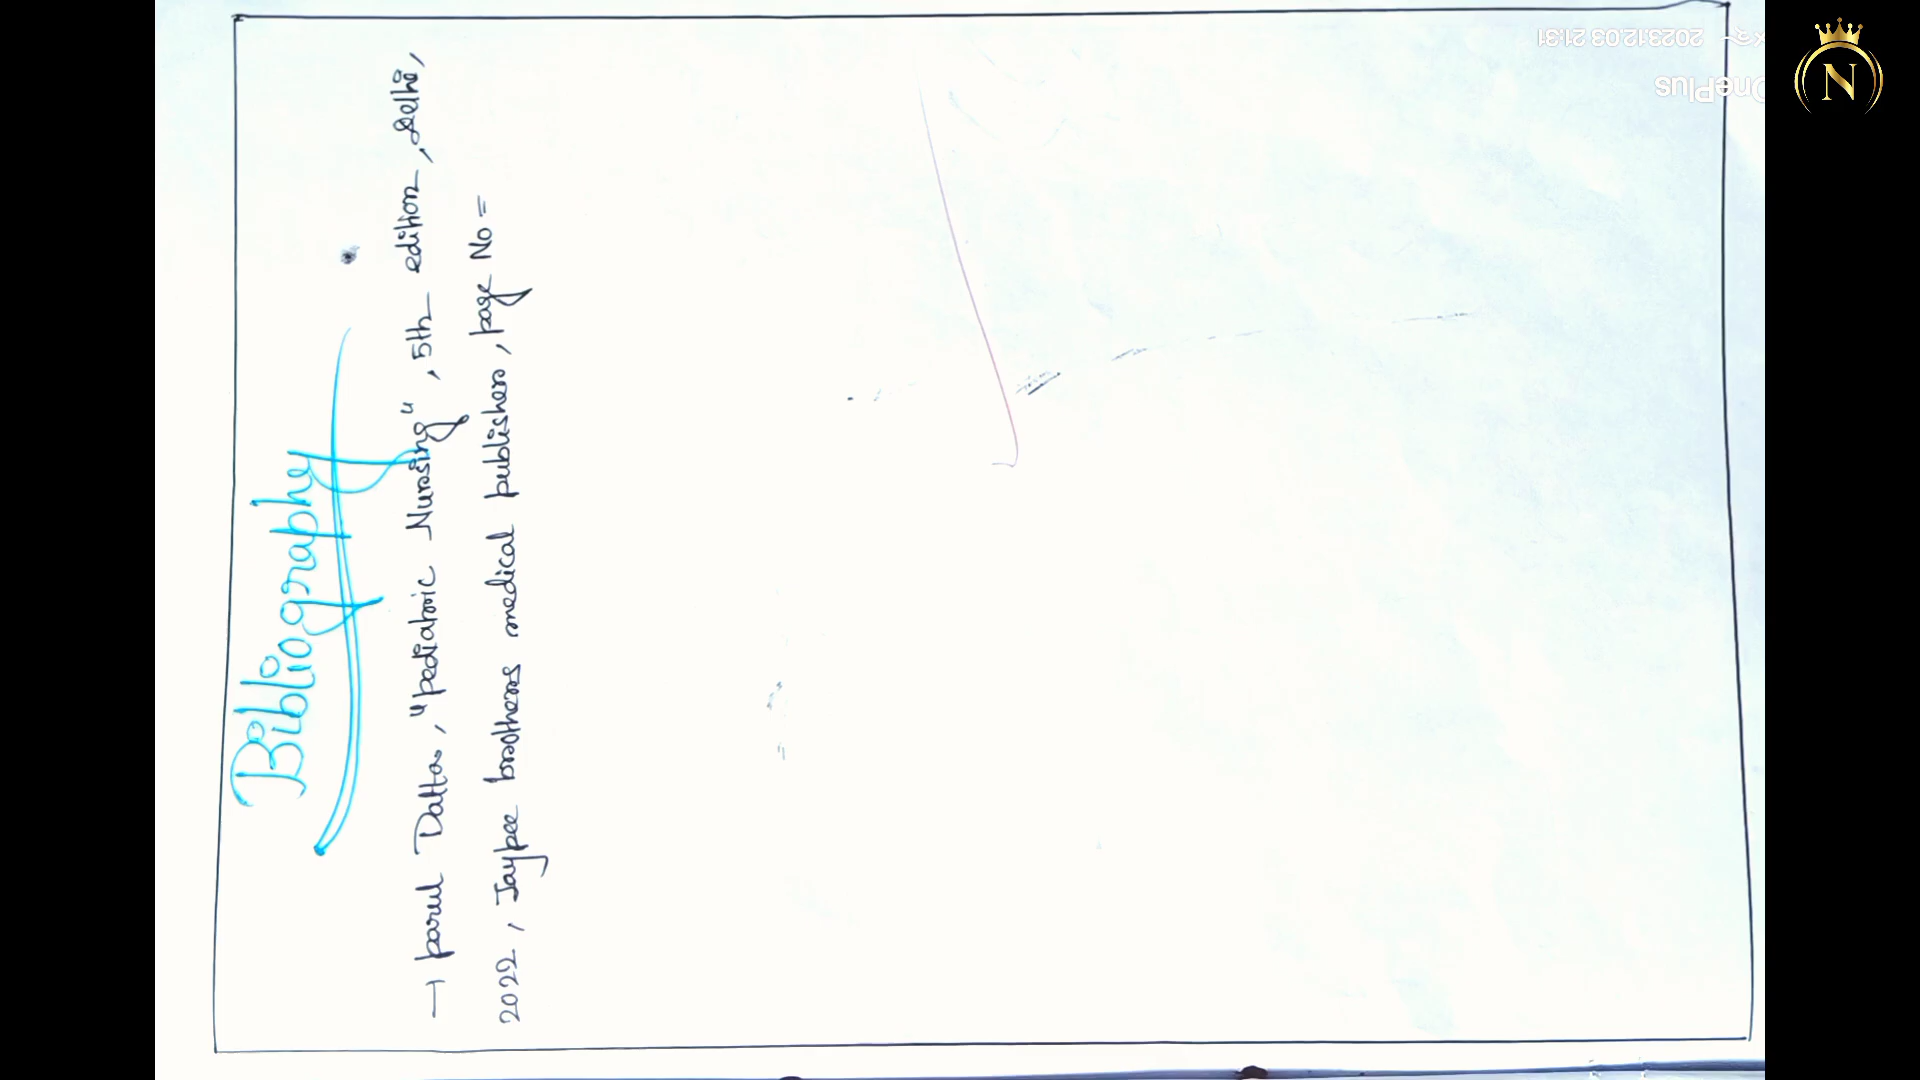 Bibliography
→ parul Datta, "pediatric Nursing", 5th edition, Delhi,
2022, Jaypee brothers medical publishers, page No =
2023.12.03 21:31
OnePlus
N